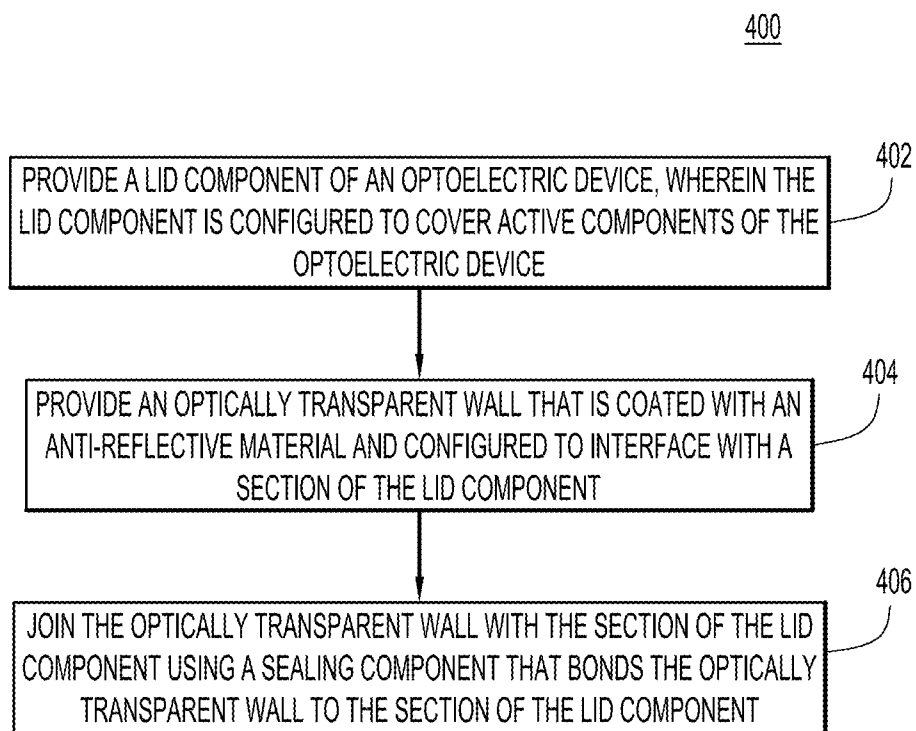 400
PROVIDE A LID COMPONENT OF AN OPTOELECTRIC DEVICE, WHEREIN THE
LID COMPONENT IS CONFIGURED TO COVER ACTIVE COMPONENTS OF THE
OPTOELECTRIC DEVICE
402
PROVIDE AN OPTICALLY TRANSPARENT WALL THAT IS COATED WITH AN
ANTI-REFLECTIVE MATERIAL AND CONFIGURED TO INTERFACE WITH A
SECTION OF THE LID COMPONENT
404
JOIN THE OPTICALLY TRANSPARENT WALL WITH THE SECTION OF THE LID
COMPONENT USING A SEALING COMPONENT THAT BONDS THE OPTICALLY
TRANSPARENT WALL TO THE SECTION OF THE LID COMPONENT
406